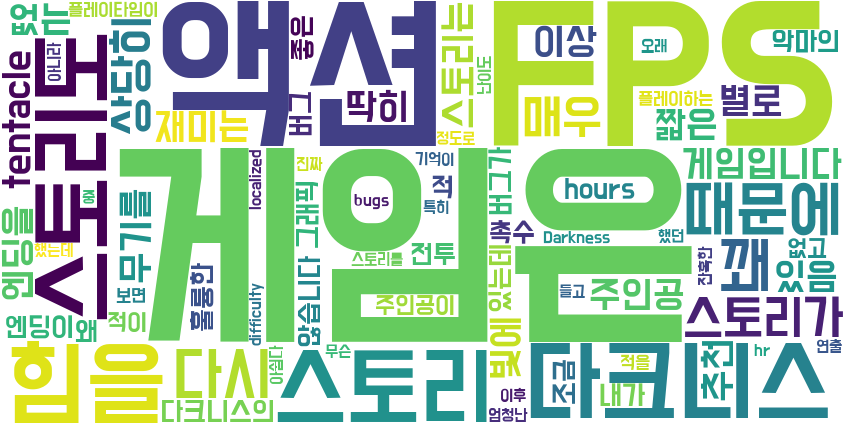 없는
플레이타임이
아니라
tentacle
스토리도
상당히
액션
재미는
좋은
버그
딱히
스토리는
난이도
정도로
FPS
매우
이상
오래
악마의
플레이하는
별로
짧은
게임은
hours
bugs
localized
진짜
그래픽
않습니다
difficulty
기억이
적
특히
전투
스토리를
주인공이
버그가
촉수
Darkness
했던
있는데
주인공
들고
게임입니다
때문에
잔혹한
꽤
없고
있음
스토리가
엔딩을
중
했는데
무기를
보면
엔딩이
왜
적이
훌륭한
힘을
다시
다크니스의
아쉽다
무슨
스토리
빛에
이후
엄청난
조금
다크니스
적을
내가
추천
hr
연출